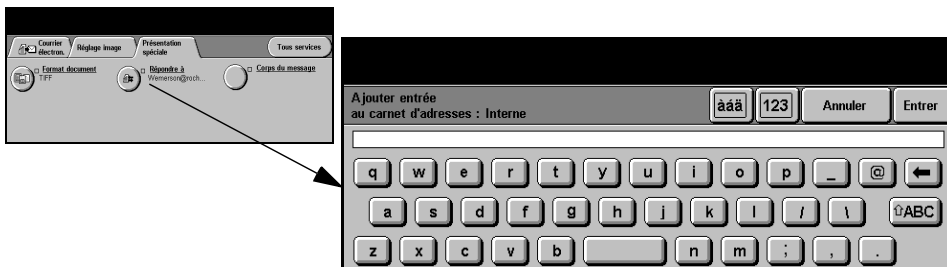 Courrier électron.
Réglage image
Présentation spéciale
Tous services
Format document
TIFF
Répondre à
Wemerson@roch...
Corps du message
Ajouter entrée
au carnet d'adresses : Interne
àáä
123
Annuler
Entrer
q w e r t y u i o p _ @ ←
a s d f g h j k l / \ ⇧ABC
z x c v b n m ; , .